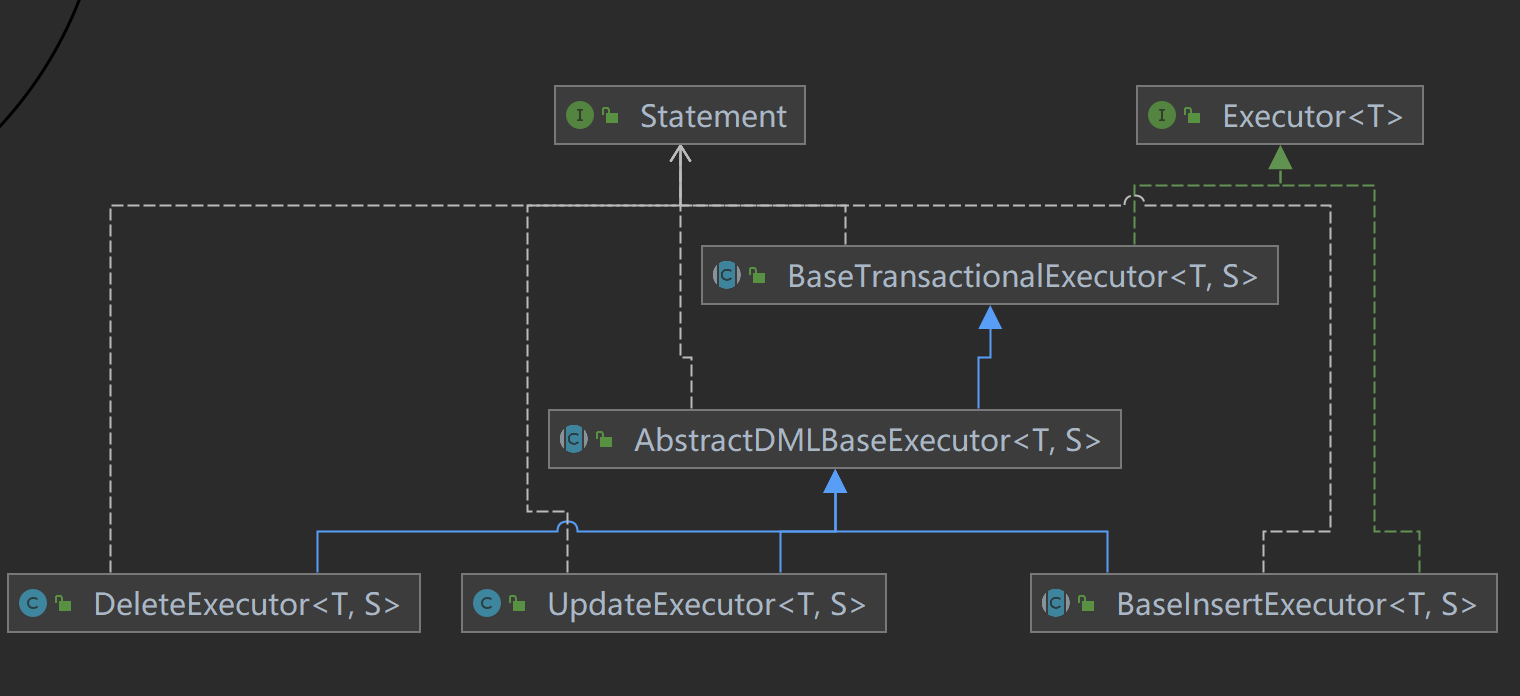 I Statement
I Executor<T>
C BaseTransactionalExecutor<T, S>
C AbstractDMLBaseExecutor<T, S>
C DeleteExecutor<T, S>
C UpdateExecutor<T, S>
C BaseInsertExecutor<T, S>